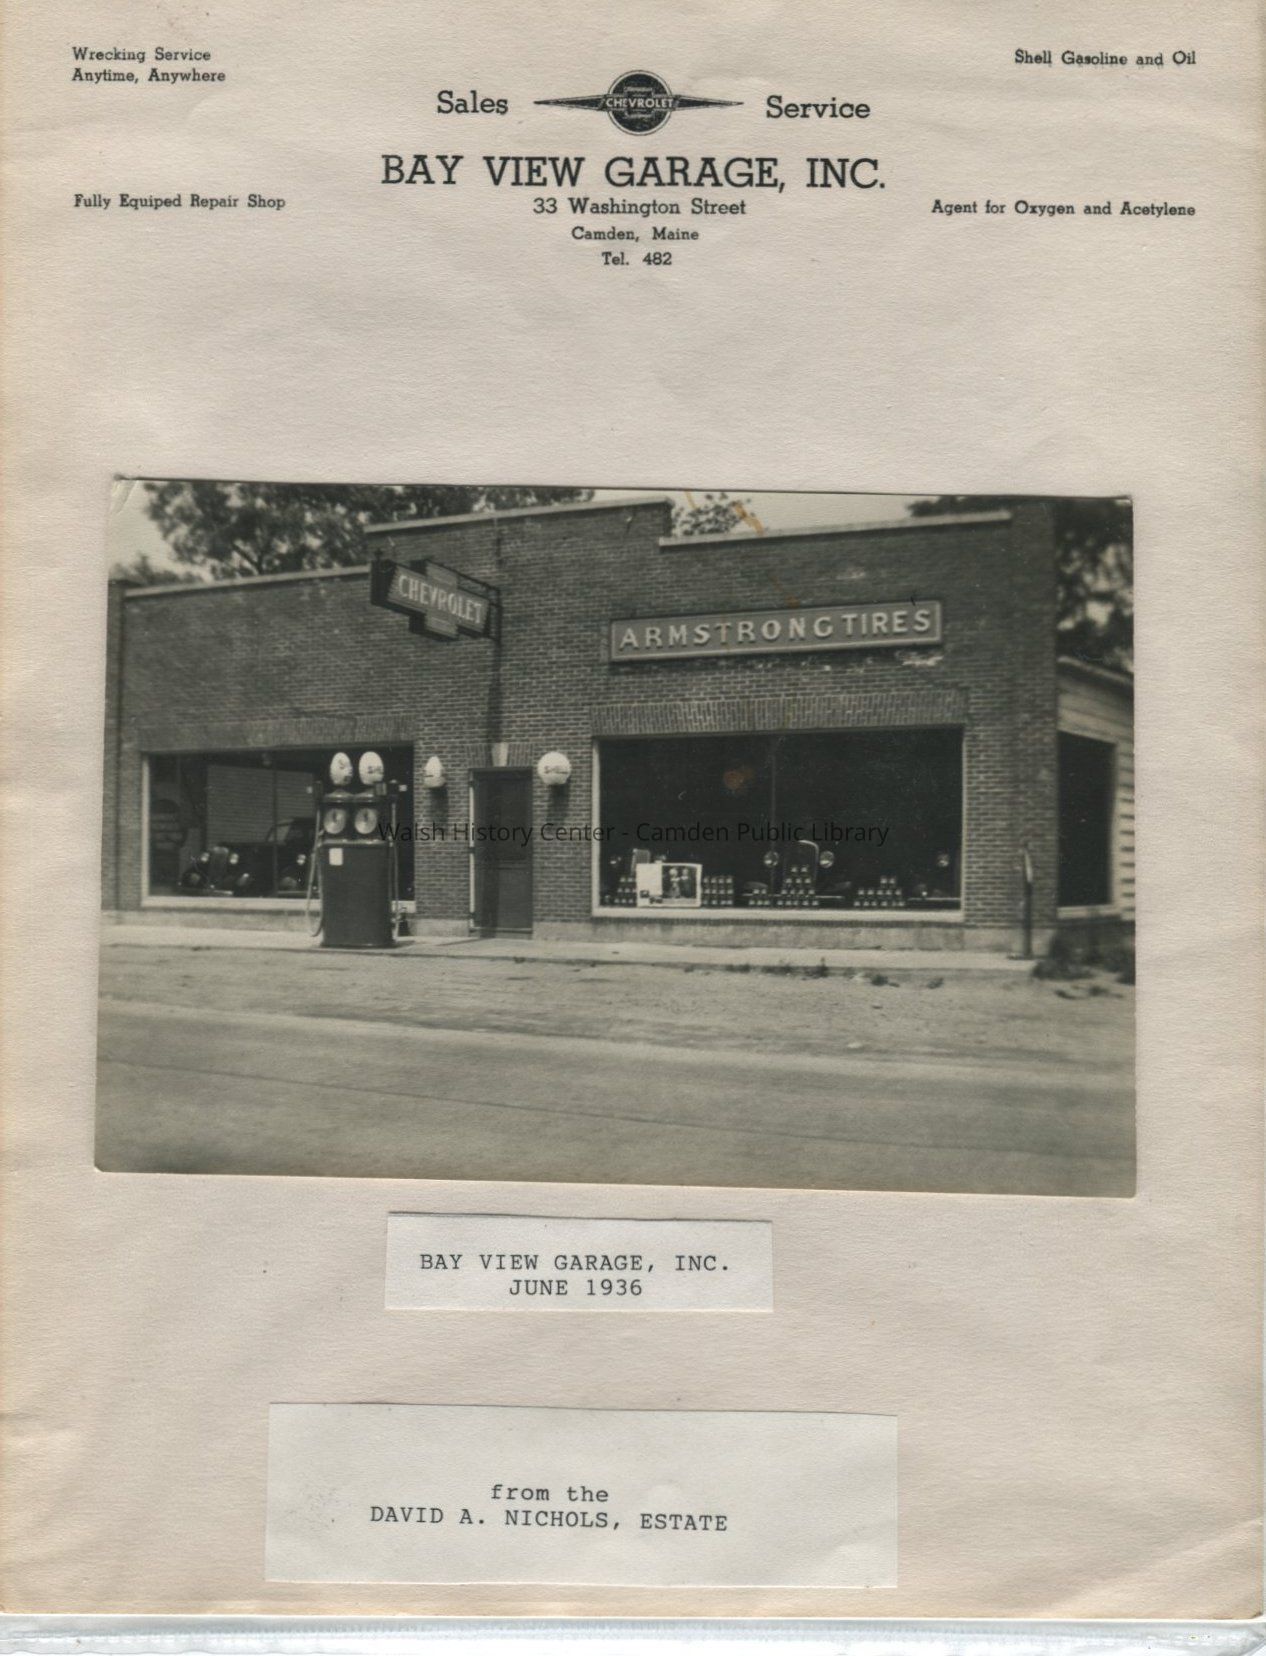 Wrecking Service
Anytime, Anywhere
Shell Gasoline and Oil
Sales
CHEVROLET
Service
BAY VIEW GARAGE, INC.
Fully Equiped Repair Shop
33 Washington Street
Agent for Oxygen and Acetylene
Camden, Maine
Tel. 482
CHEVROLET
ARMSTRONG TIRES
Walsh History Center - Camden Public Library
BAY VIEW GARAGE, INC.
JUNE 1936
from the
DAVID A. NICHOLS, ESTATE